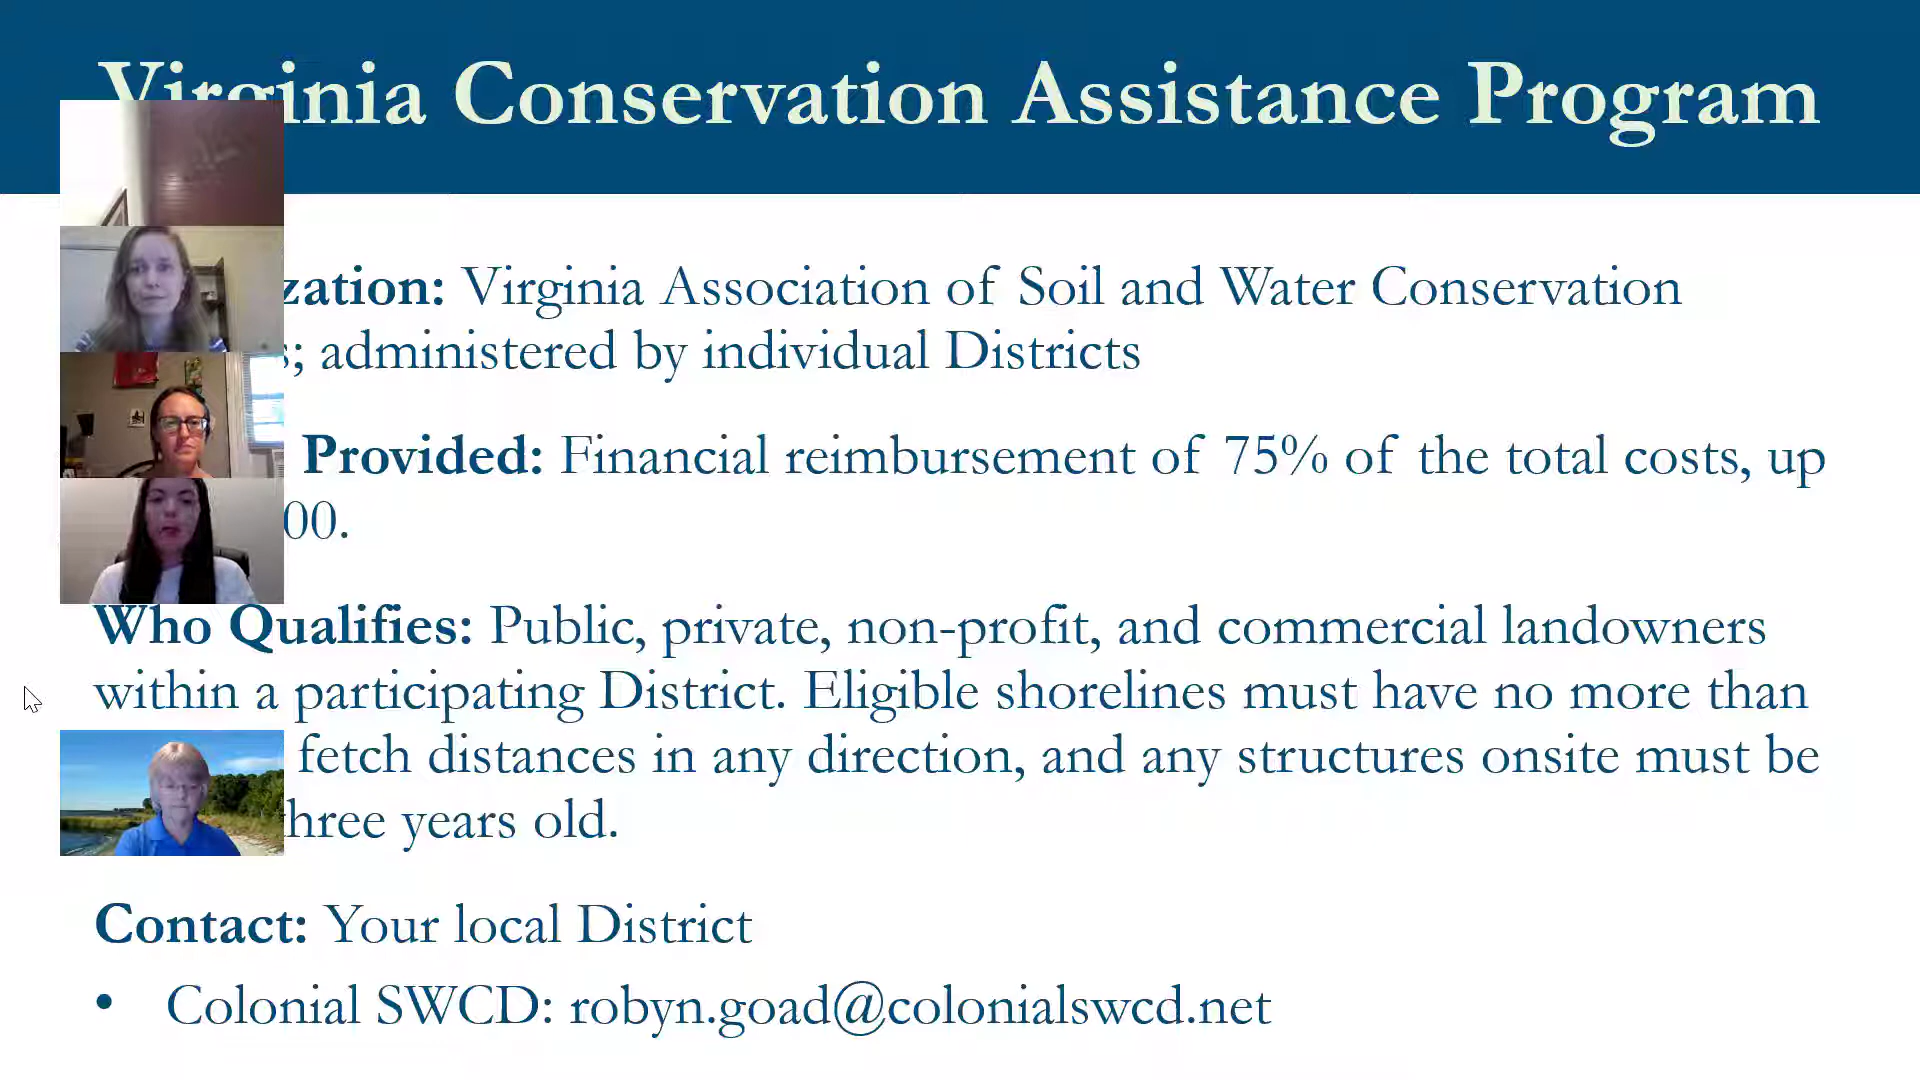 Virginia Conservation Assistance Program
Virginia Association of Soil and Water Conservation
administered by individual Districts
Provided: Financial reimbursement of 75% of the total costs, up
Who Qualifies: Public, private, non-profit, and commercial landowners
within a participating District. Eligible shorelines must have no more than
fetch distances in any direction, and any structures onsite must be
three years old.
Contact: Your local District
• Colonial SWCD: robyn.goad@colonialswcd.net